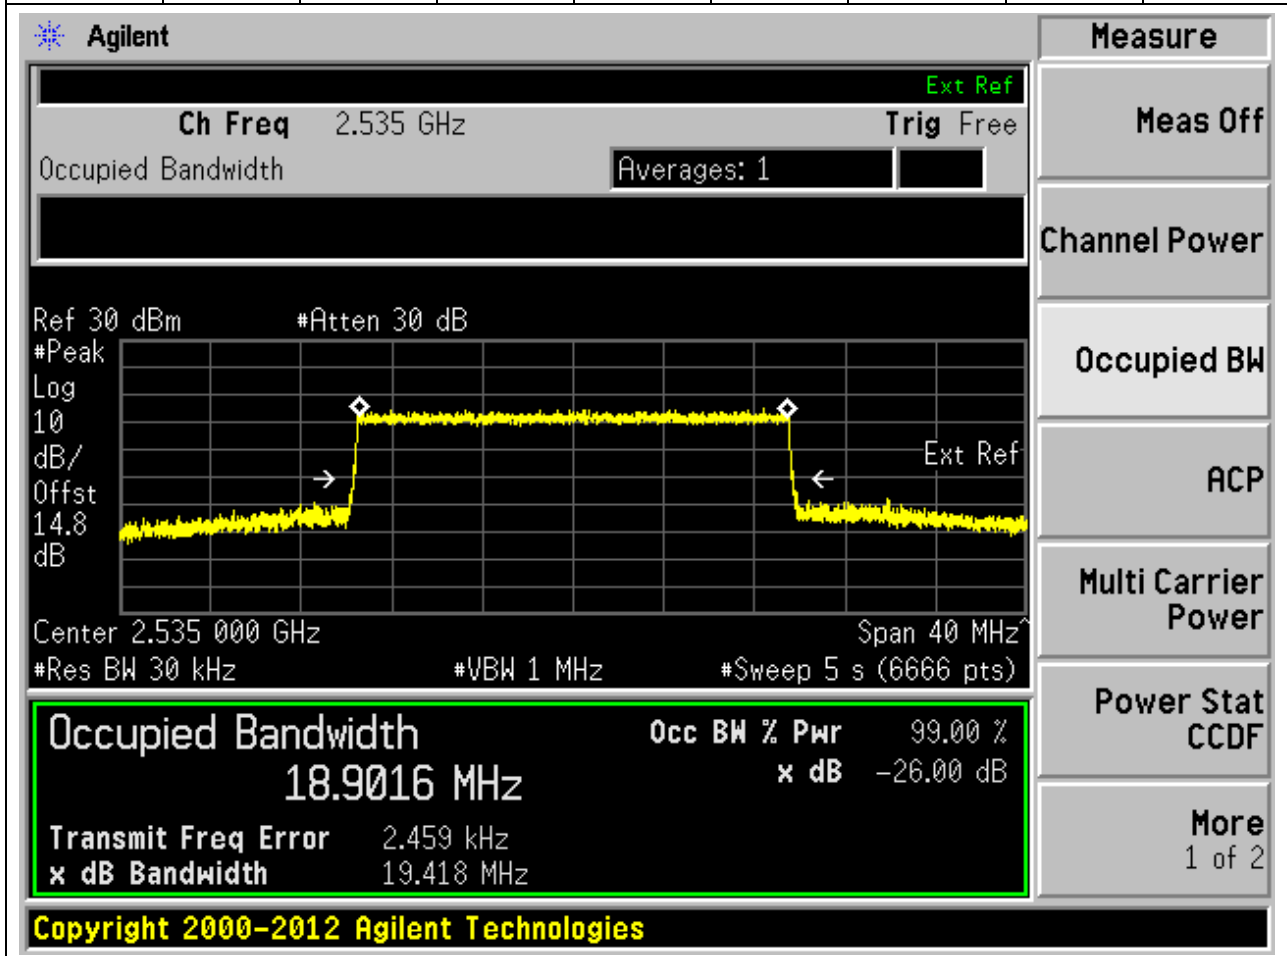 Agilent
Measure
Ext Ref
Ch Freq 2.535 GHz Trig Free
Meas Off
Occupied Bandwidth Averages: 1
Channel Power
Ref 30 dBm #Atten 30 dB
#Peak
Log
10
dB/
Offst
14.8
dB
Ext Ref
Occupied BW
ACP
Center 2.535 000 GHz Span 40 MHz^
#Res BW 30 kHz #VBW 1 MHz #Sweep 5 s (6666 pts)
Multi Carrier
Power
Occupied Bandwidth Occ BW % Pwr 99.00 %
18.9016 MHz x dB -26.00 dB
Power Stat
CCDF
Transmit Freq Error 2.459 kHz
x dB Bandwidth 19.418 MHz
More
1 of 2
Copyright 2000-2012 Agilent Technologies